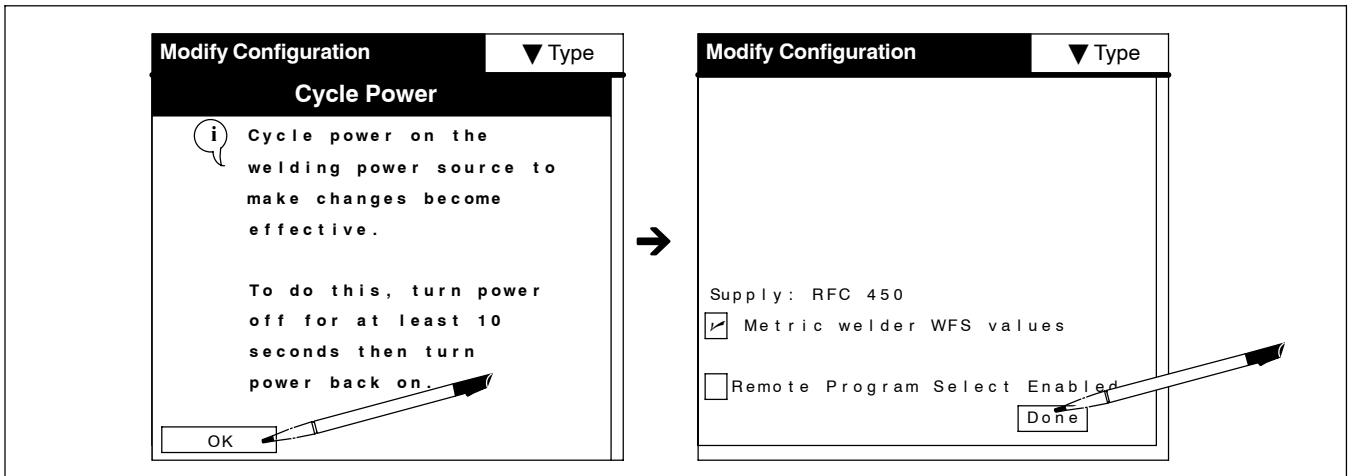 Modify Configuration
▼ Type
Cycle Power
i
Cycle power on the
welding power source to
make changes become
effective.
To do this, turn power
off for at least 10
seconds then turn
power back on.
OK
➔
Modify Configuration
▼ Type
Supply: RFC 450
Metric welder WFS values
Remote Program Select Enabled
Done